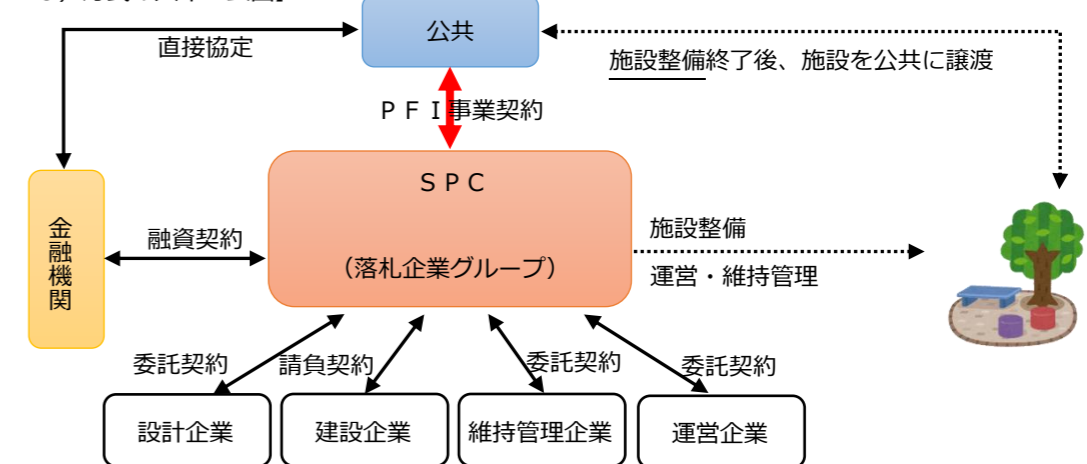 公共
直接協定
施設整備終了後、施設を公共に譲渡
ＰＦＩ事業契約
ＳＰＣ
（落札企業グループ）
金融機関
融資契約
施設整備
運営・維持管理
委託契約
請負契約
委託契約
委託契約
設計企業
建設企業
維持管理企業
運営企業